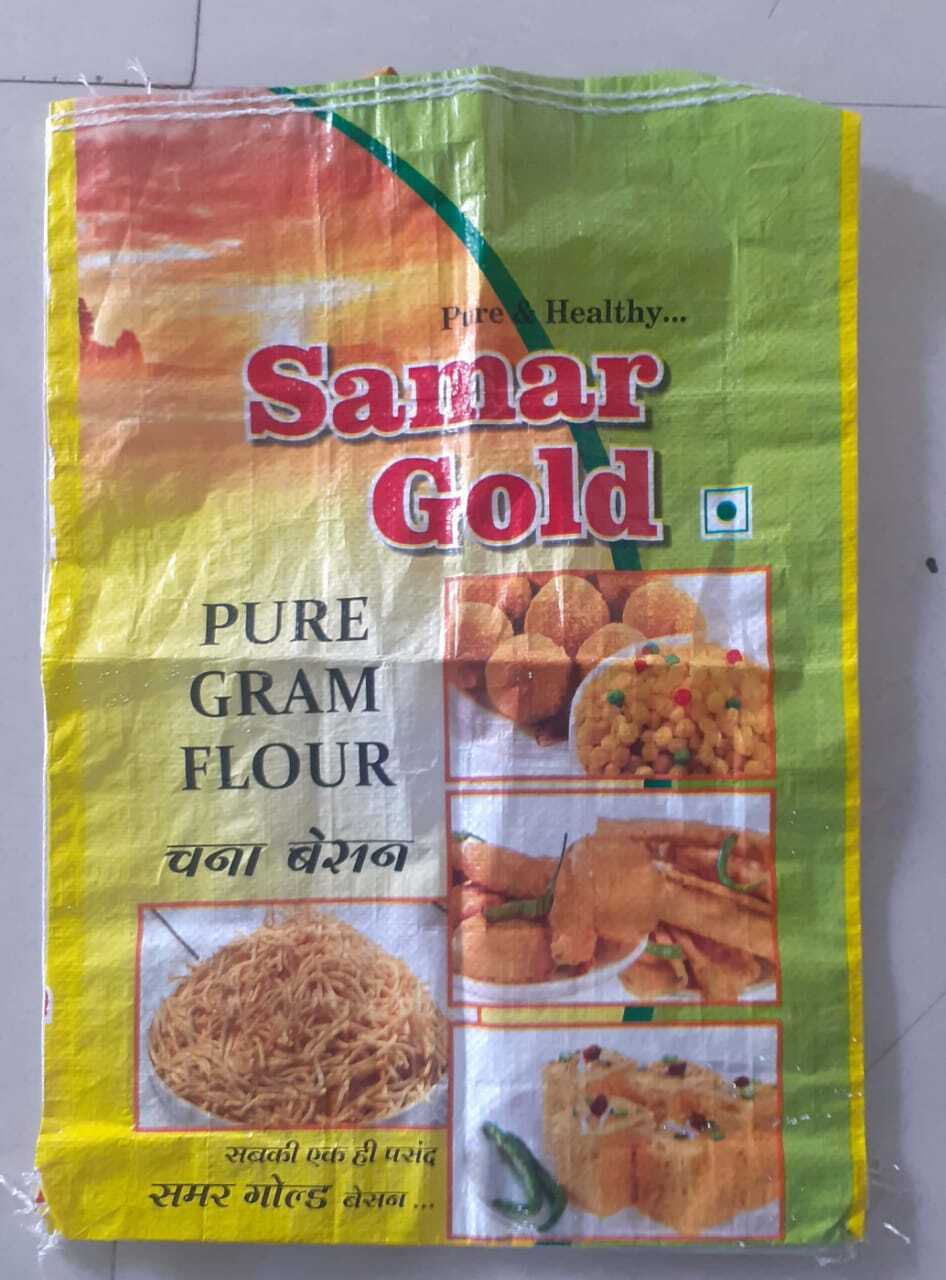 Pure & Healthy...
Samar
Gold
PURE
GRAM
FLOUR
चना बेसन
सबकी एक ही पसंद
समर गोल्ड बेसन ...